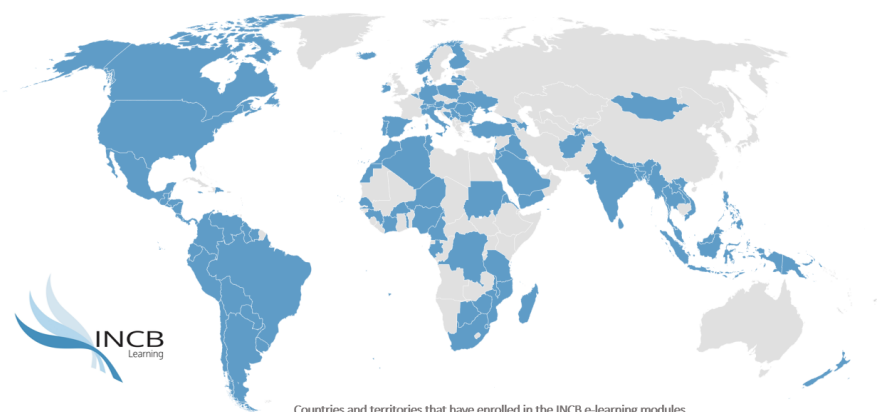 INCB
Learning
Countries and territories that have enrolled in the INCB e-learning modules